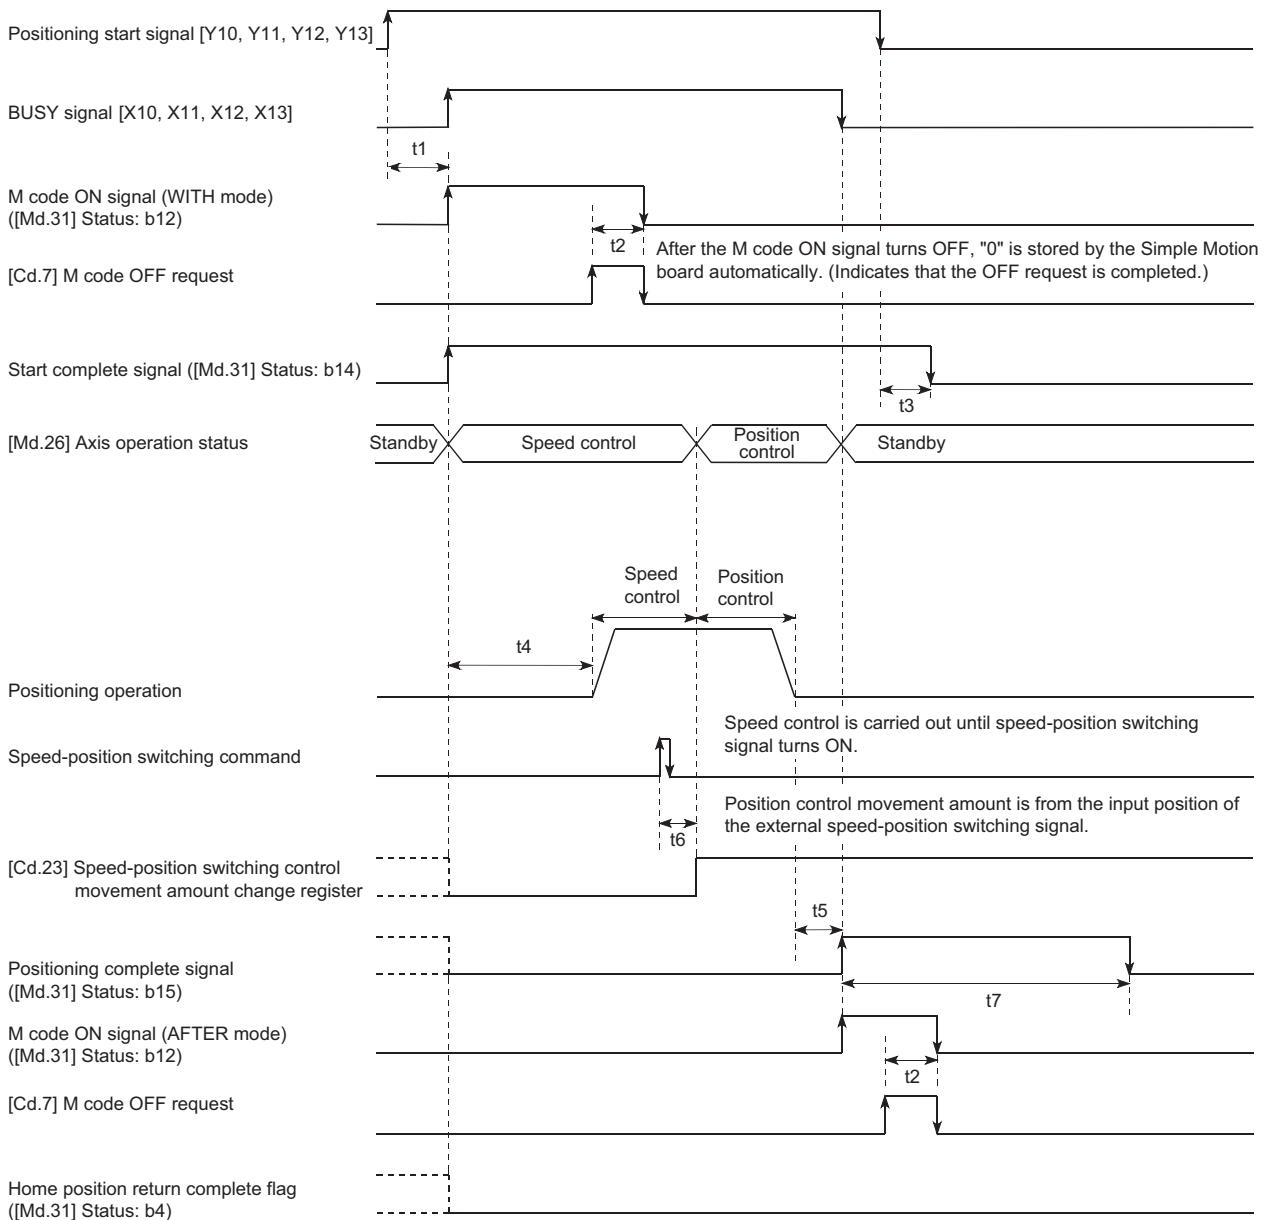 Positioning start signal [Y10, Y11, Y12, Y13]
BUSY signal [X10, X11, X12, X13]
t1
M code ON signal (WITH mode)
([Md.31] Status: b12)
t2
After the M code ON signal turns OFF, "0" is stored by the Simple Motion
board automatically. (Indicates that the OFF request is completed.)
[Cd.7] M code OFF request
Start complete signal ([Md.31] Status: b14)
t3
[Md.26] Axis operation status
Standby
Speed control
Position
control
Standby
Speed
control
Position
control
t4
Positioning operation
Speed control is carried out until speed-position switching
signal turns ON.
Speed-position switching command
Position control movement amount is from the input position of
the external speed-position switching signal.
t6
[Cd.23] Speed-position switching control
movement amount change register
t5
Positioning complete signal
([Md.31] Status: b15)
t7
M code ON signal (AFTER mode)
([Md.31] Status: b12)
t2
[Cd.7] M code OFF request
Home position return complete flag
([Md.31] Status: b4)